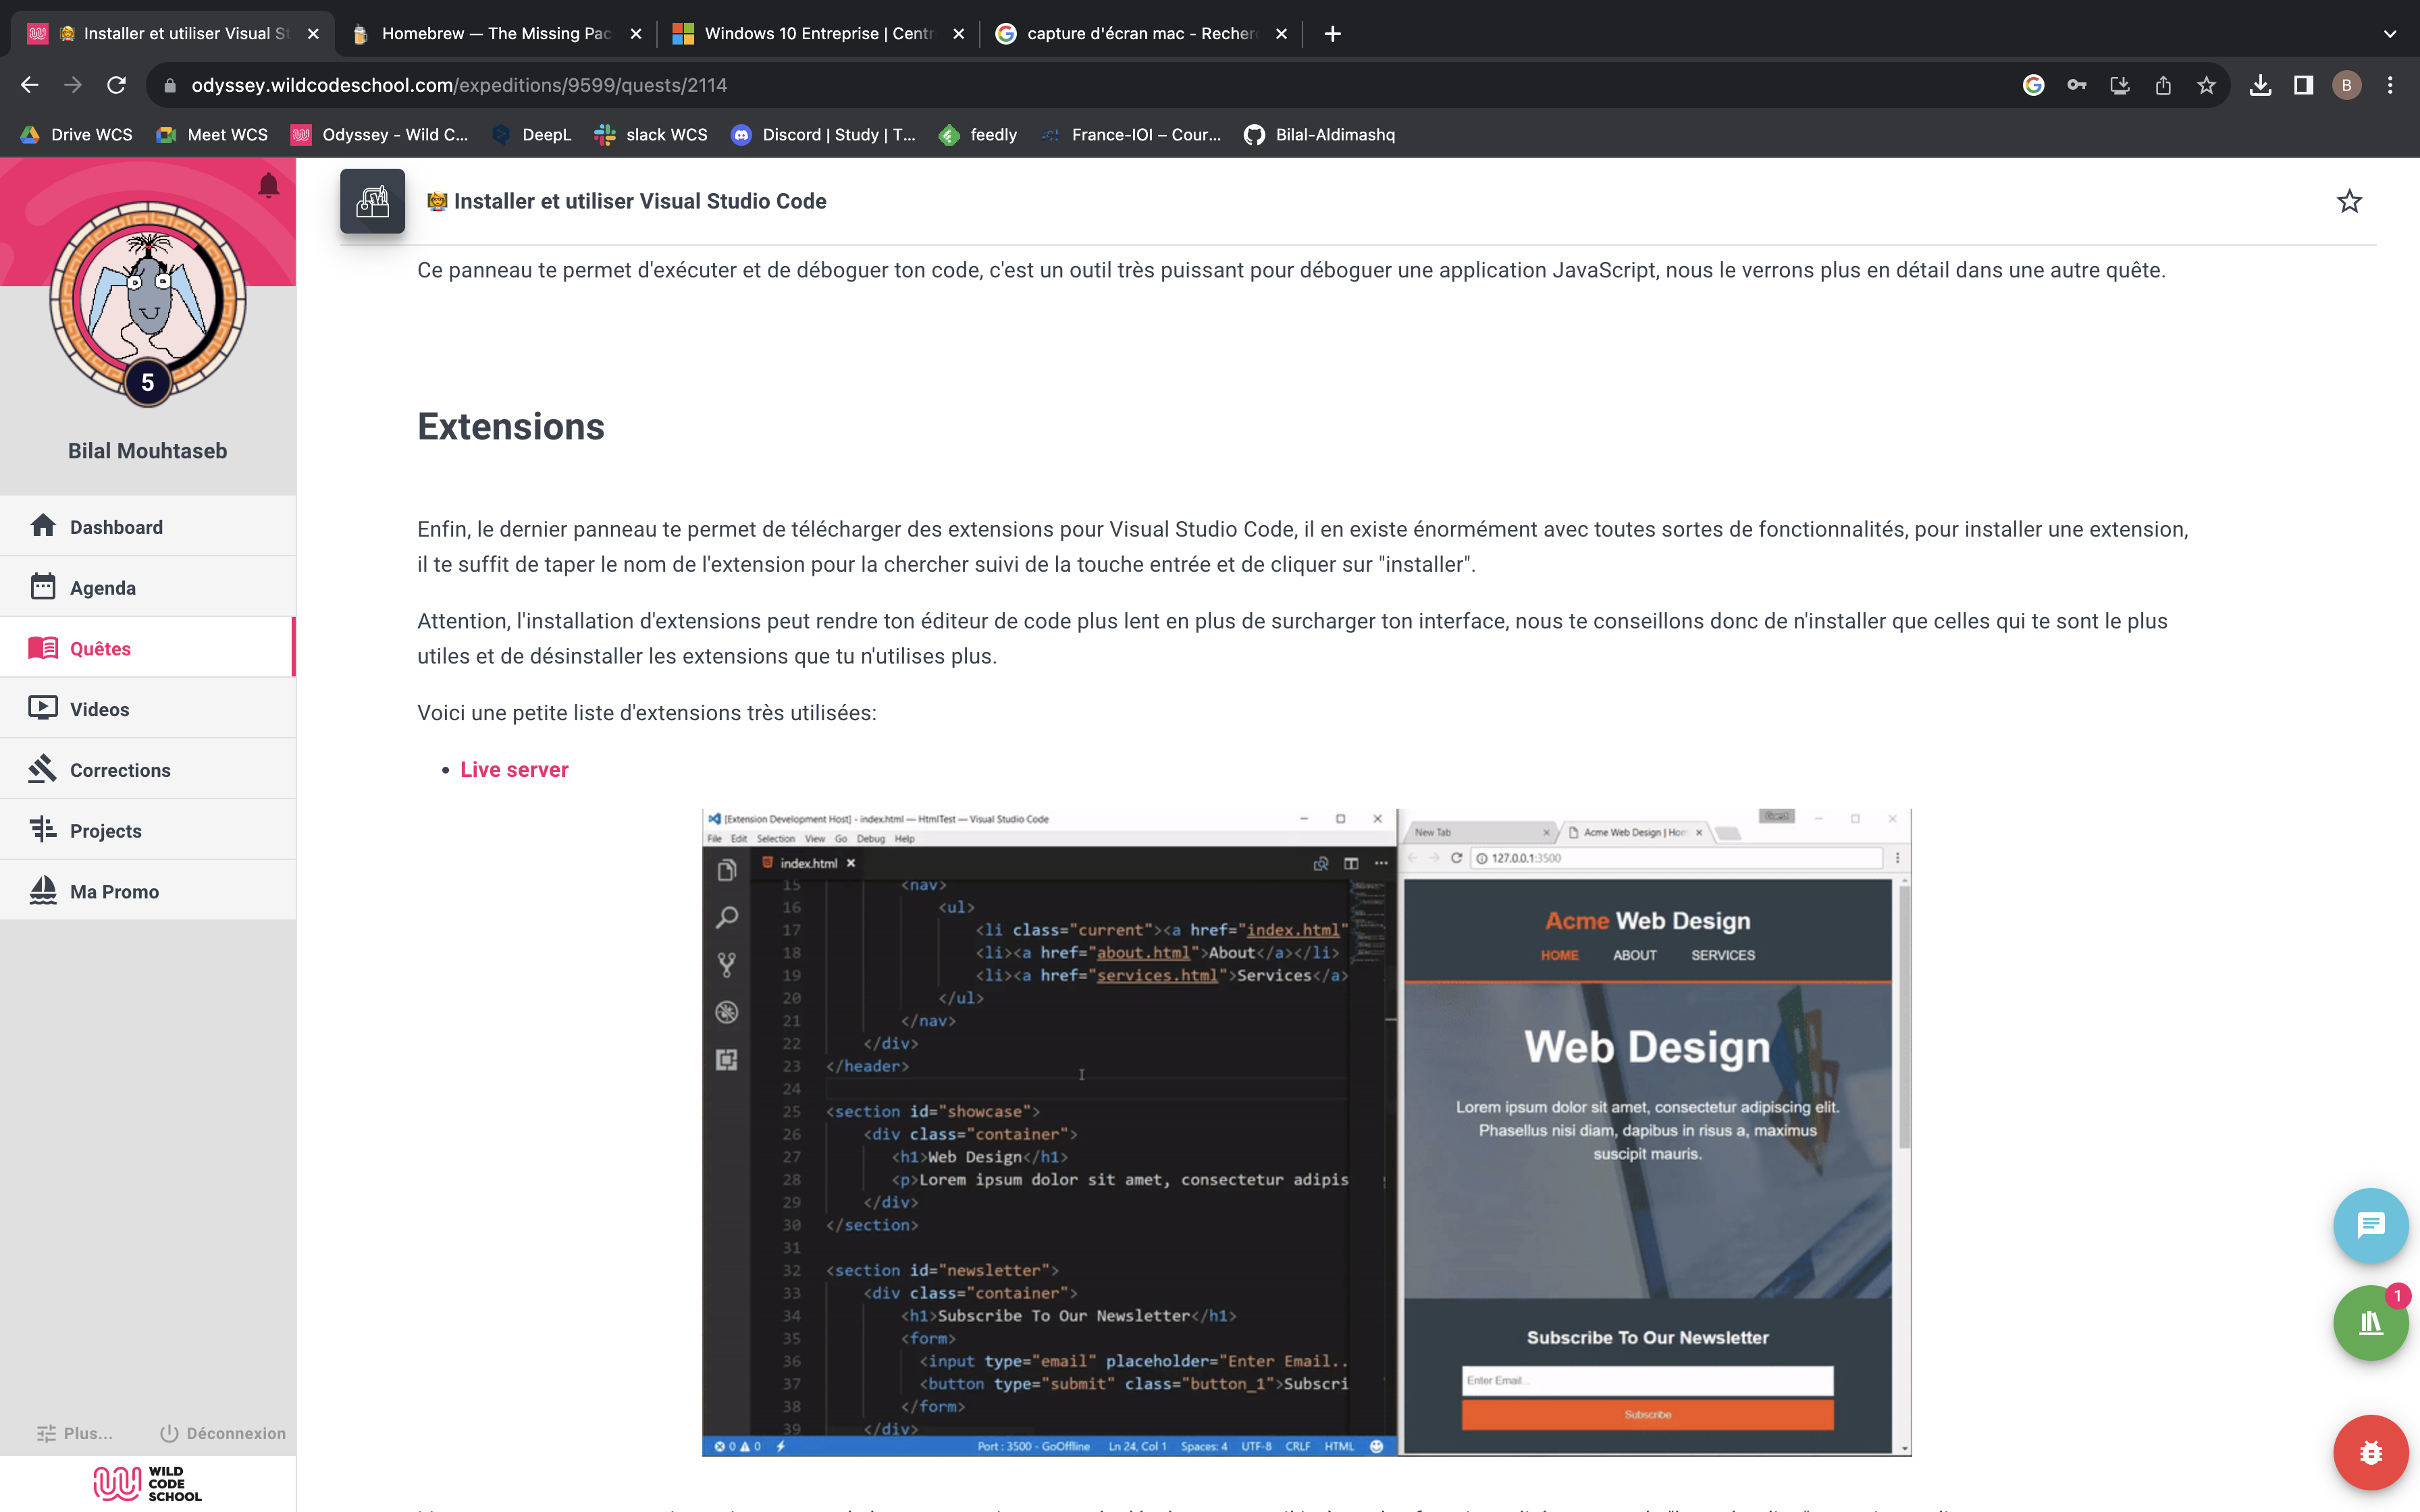 Installer et utiliser Visual St
Homebrew — The Missing Pac
Windows 10 Entreprise | Centr
capture d'écran mac - Recher
odyssey.wildcodeschool.com/expeditions/9599/quests/2114
B
Drive WCS
Meet WCS
Odyssey - Wild C...
DeepL
slack WCS
Discord | Study | T...
feedly
France-IOI – Cour...
Bilal-Aldimashq
5
Bilal Mouhtaseb
Dashboard
Agenda
Quêtes
Videos
Corrections
Projects
Ma Promo
Plus...
Déconnexion
WILD
CODE
SCHOOL
Installer et utiliser Visual Studio Code
Ce panneau te permet d'exécuter et de déboguer ton code, c'est un outil très puissant pour déboguer une application JavaScript, nous le verrons plus en détail dans une autre quête.
Extensions
Enfin, le dernier panneau te permet de télécharger des extensions pour Visual Studio Code, il en existe énormément avec toutes sortes de fonctionnalités, pour installer une extension,
il te suffit de taper le nom de l'extension pour la chercher suivi de la touche entrée et de cliquer sur "installer".
Attention, l'installation d'extensions peut rendre ton éditeur de code plus lent en plus de surcharger ton interface, nous te conseillons donc de n'installer que celles qui te sont le plus
utiles et de désinstaller les extensions que tu n'utilises plus.
Voici une petite liste d'extensions très utilisées:
• Live server
[Extension Development Host] - index.html — HtmlTest — Visual Studio Code
File Edit Selection View Go Debug Help
index.html
15 <nav>
16 <ul>
17 <li class="current"><a href="index.html"
18 <li><a href="about.html">About</a></li>
19 <li><a href="services.html">Services</a>
20 </ul>
21 </nav>
22 </div>
23 </header>
24
25 <section id="showcase">
26 <div class="container">
27 <h1>Web Design</h1>
28 <p>Lorem ipsum dolor sit amet, consectetur adipis
29 </div>
30 </section>
31
32 <section id="newsletter">
33 <div class="container">
34 <h1>Subscribe To Our Newsletter</h1>
35 <form>
36 <input type="email" placeholder="Enter Email..
37 <button type="submit" class="button_1">Subscri
38 </form>
39 </div>
0 0
Port : 3500 - GoOffline Ln 24, Col 1 Spaces: 4 UTF-8 CRLF HTML
Guest
New Tab
Acme Web Design | Hom
127.0.0.1:3500
Acme Web Design
HOME ABOUT SERVICES
Web Design
Lorem ipsum dolor sit amet, consectetur adipiscing elit.
Phasellus nisi diam, dapibus in risus a, maximus
suscipit mauris.
Subscribe To Our Newsletter
Enter Email...
Subscribe
1